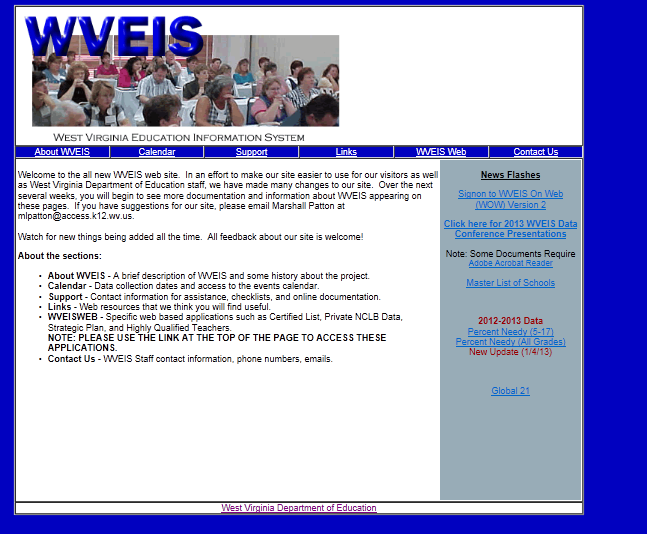 WVEIS
WEST VIRGINIA EDUCATION INFORMATION SYSTEM
About WVEIS
Calendar
Support
Links
WVEIS Web
Contact Us
Welcome to the all new WVEIS web site. In an effort to make our site easier to use for our visitors as well
as West Virginia Department of Education staff, we have made many changes to our site. Over the next
several weeks, you will begin to see more documentation and information about WVEIS appearing on
these pages. If you have suggestions for our site, please email Marshall Patton at
mlpatton@access.k12.wv.us.
Watch for new things being added all the time. All feedback about our site is welcome!
About the sections:
• About WVEIS - A brief description of WVEIS and some history about the project.
• Calendar - Data collection dates and access to the events calendar.
• Support - Contact information for assistance, checklists, and online documentation.
• Links - Web resources that we think you will find useful.
• WVEISWEB - Specific web based applications such as Certified List, Private NCLB Data,
Strategic Plan, and Highly Qualified Teachers.
NOTE: PLEASE USE THE LINK AT THE TOP OF THE PAGE TO ACCESS THESE
APPLICATIONS.
• Contact Us - WVEIS Staff contact information, phone numbers, emails.
News Flashes
Signon to WVEIS On Web
(WOW) Version 2
Click here for 2013 WVEIS Data
Conference Presentations
Note: Some Documents Require
Adobe Acrobat Reader
Master List of Schools
2012-2013 Data
Percent Needy (5-17)
Percent Needy (All Grades)
New Update (1/4/13)
Global 21
West Virginia Department of Education